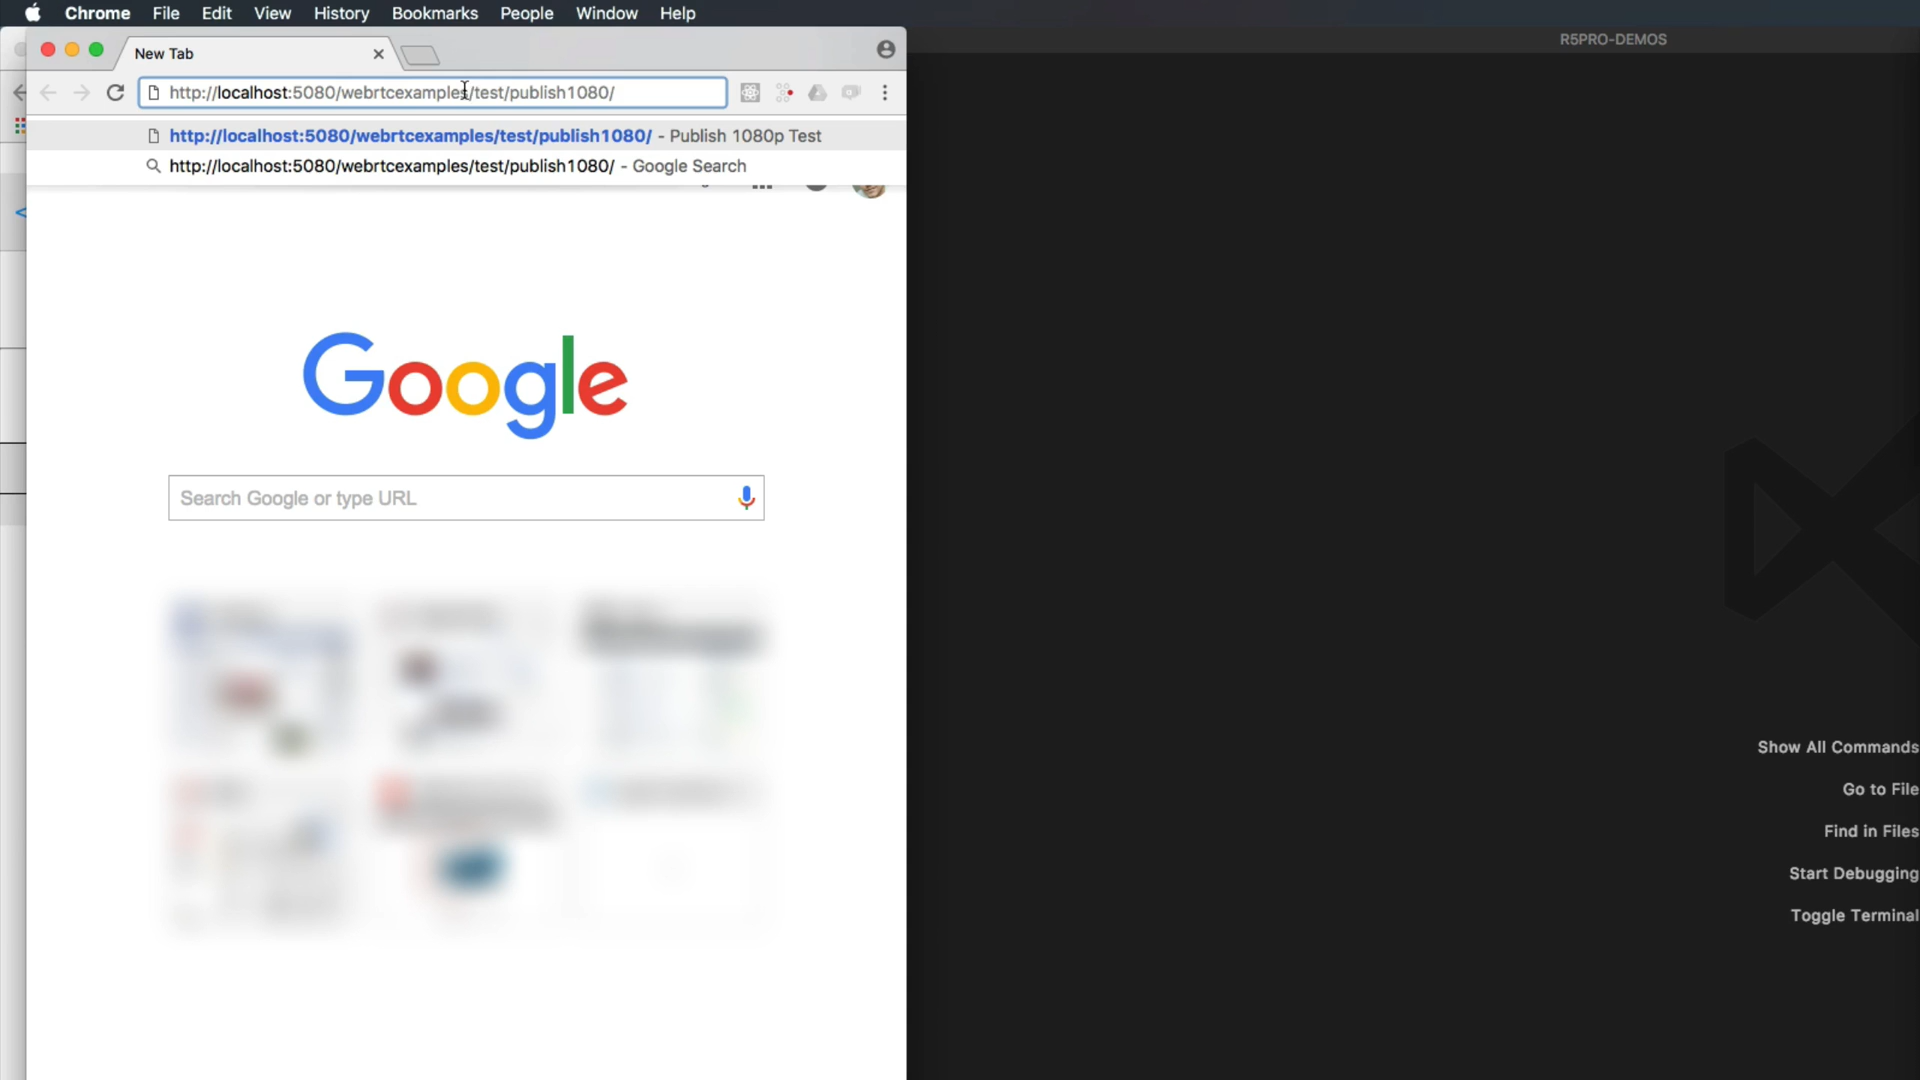 Chrome File Edit View History Bookmarks People Window Help
R5PRO-DEMOS
New Tab
http://localhost:5080/webrtcexamples/test/publish1080/
http://localhost:5080/webrtcexamples/test/publish1080/ - Publish 1080p Test
http://localhost:5080/webrtcexamples/test/publish1080/ - Google Search
Google
Search Google or type URL
Show All Commands
Go to File
Find in Files
Start Debugging
Toggle Terminal